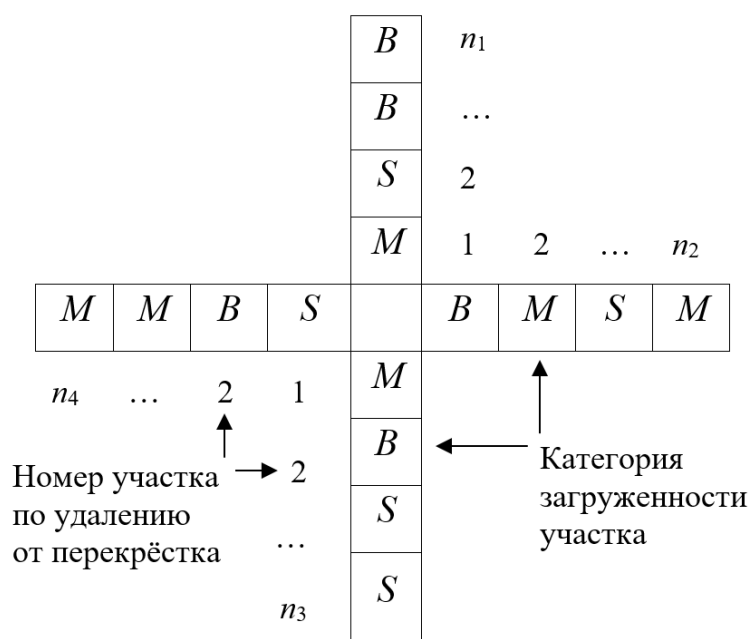 B n₁
B …
S 2
M 1 2 … n₂
M M B S B M S M
n₄ … 2 1 M
B
Номер участка
по удалению
от перекрёстка
2
…
n₃
S
S
Категория
загруженности
участка